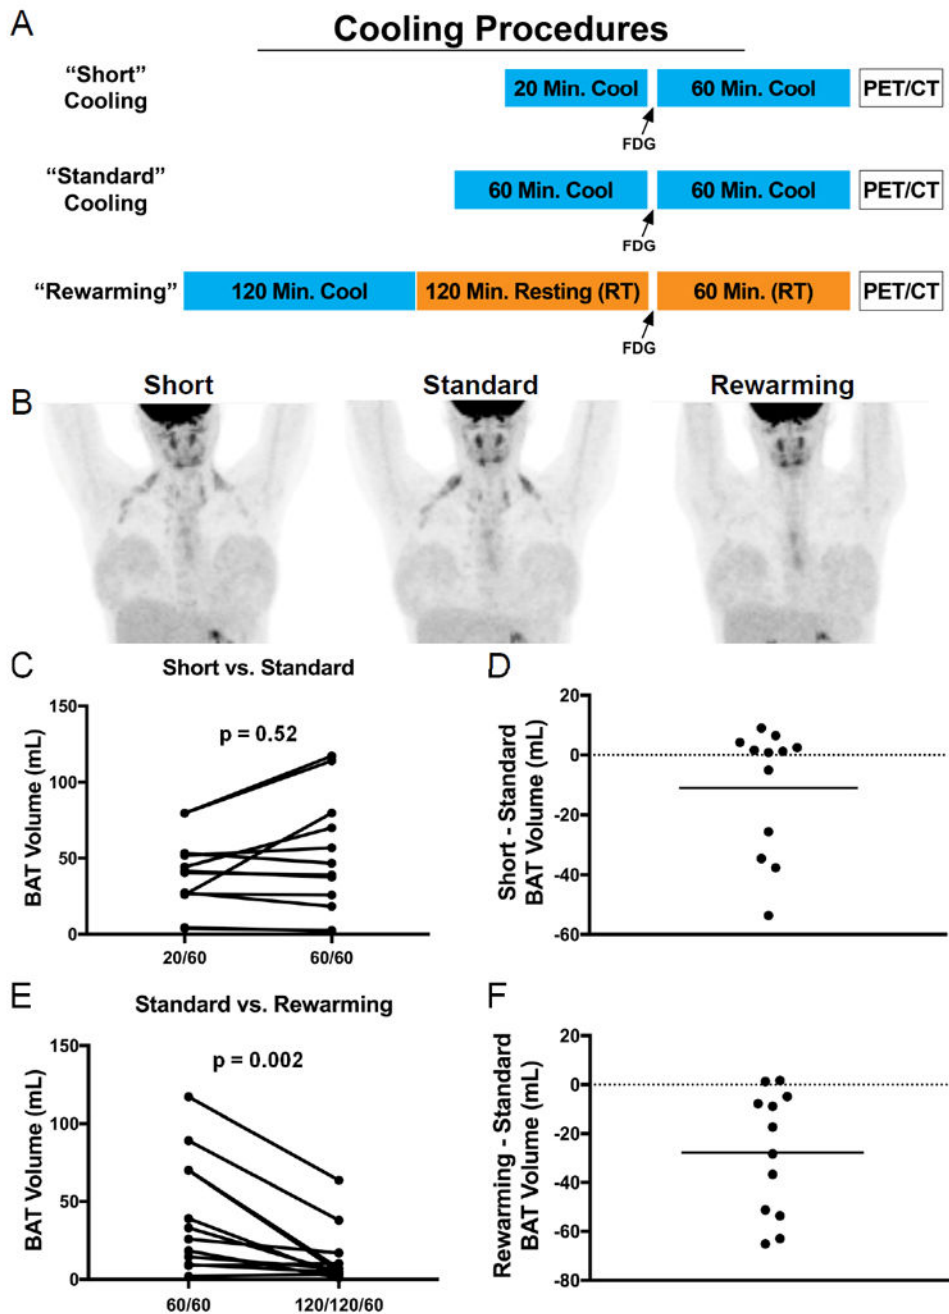 A
Cooling Procedures
“Short”
Cooling
20 Min. Cool
60 Min. Cool
PET/CT
FDG
“Standard”
Cooling
60 Min. Cool
60 Min. Cool
PET/CT
FDG
“Rewarming”
120 Min. Cool
120 Min. Resting (RT)
60 Min. (RT)
PET/CT
FDG
B
Short
Standard
Rewarming
C
Short vs. Standard
p = 0.52
BAT Volume (mL)
150
100
50
0
20/60
60/60
D
Short - Standard
BAT Volume (mL)
20
0
-20
-40
-60
E
Standard vs. Rewarming
p = 0.002
BAT Volume (mL)
150
100
50
0
60/60
120/120/60
F
Rewarming - Standard
BAT Volume (mL)
20
0
-20
-40
-60
-80